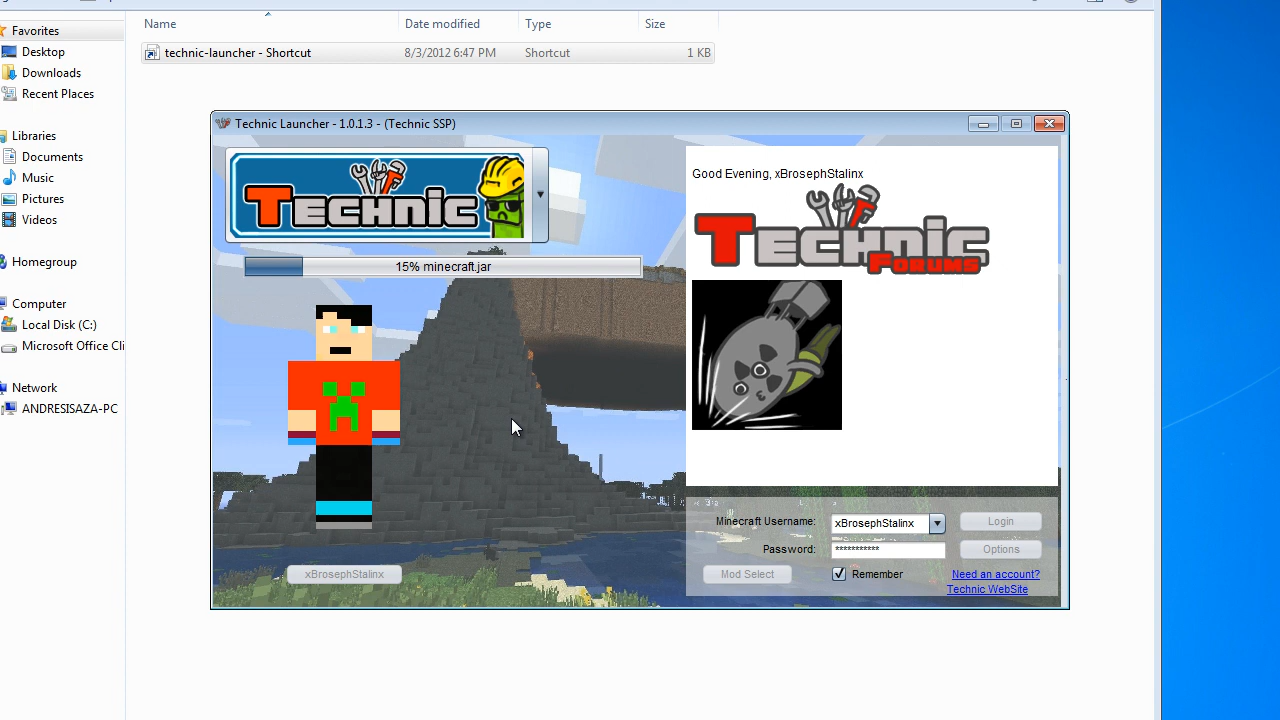 Name
Date modified
Type
Size
Favorites
Desktop
Downloads
Recent Places
Libraries
Documents
Music
Pictures
Videos
Homegroup
Computer
Local Disk (C:)
Microsoft Office Cli
Network
ANDRESISAZA-PC
technic-launcher - Shortcut
8/3/2012 6:47 PM
Shortcut
1 KB
Technic Launcher - 1.0.1.3 - (Technic SSP)
TECHNIC
15% minecraft.jar
xBrosephStalinx
Good Evening, xBrosephStalinx
TECHNIC
FORUMS
Minecraft Username:
xBrosephStalinx
Login
Password:
***********
Options
Mod Select
Remember
Need an account?
Technic WebSite